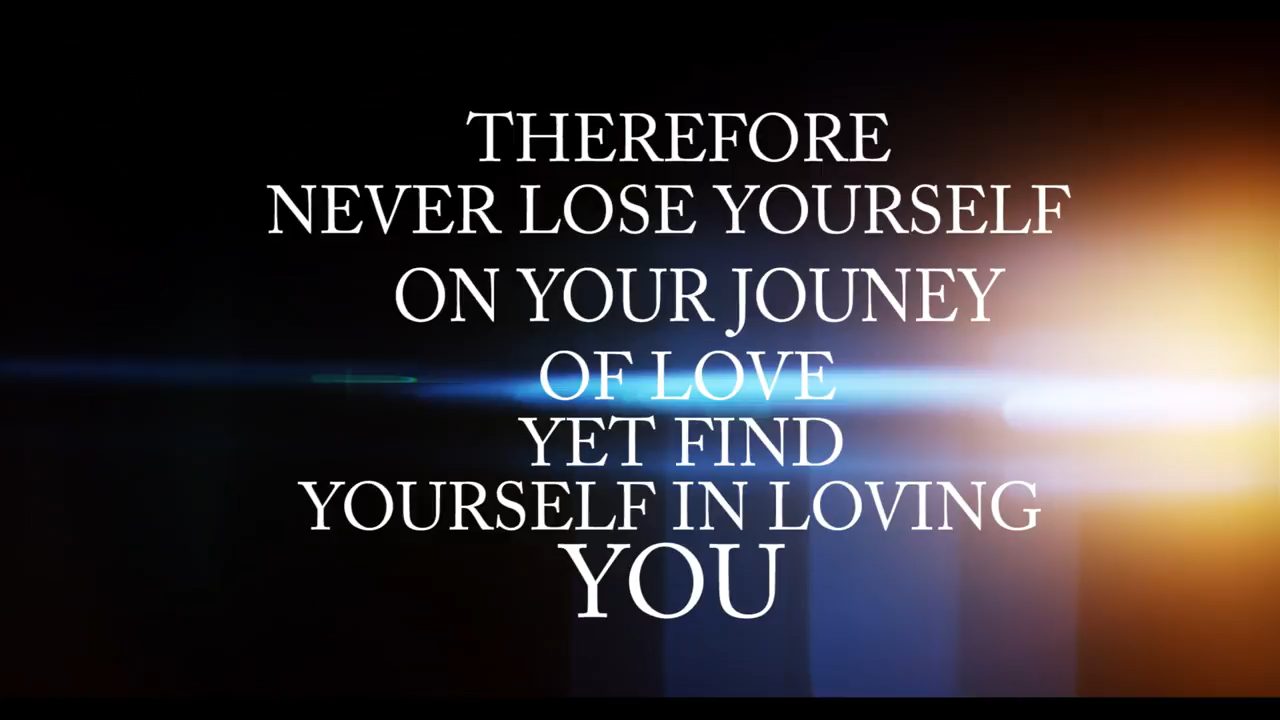 THEREFORE
NEVER LOSE YOURSELF
ON YOUR JOUNEY
OF LOVE
YET FIND
YOURSELF IN LOVING
YOU